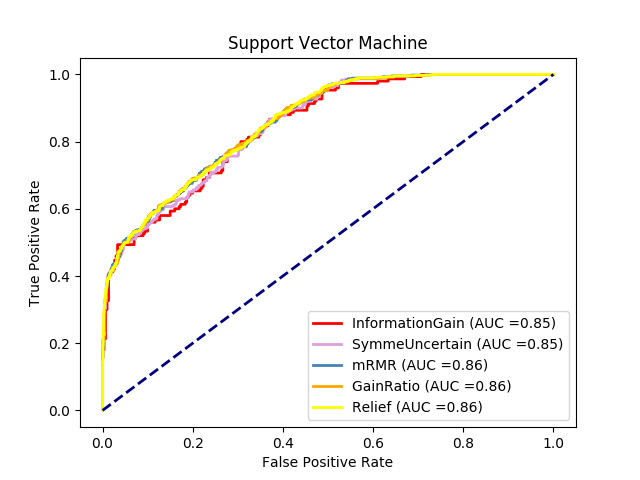 Support Vector Machine
True Positive Rate
1.0
0.8
0.6
0.4
0.2
0.0
InformationGain (AUC =0.85)
SymmeUncertain (AUC =0.85)
mRMR (AUC =0.86)
GainRatio (AUC =0.86)
Relief (AUC =0.86)
0.0 0.2 0.4 0.6 0.8 1.0
False Positive Rate